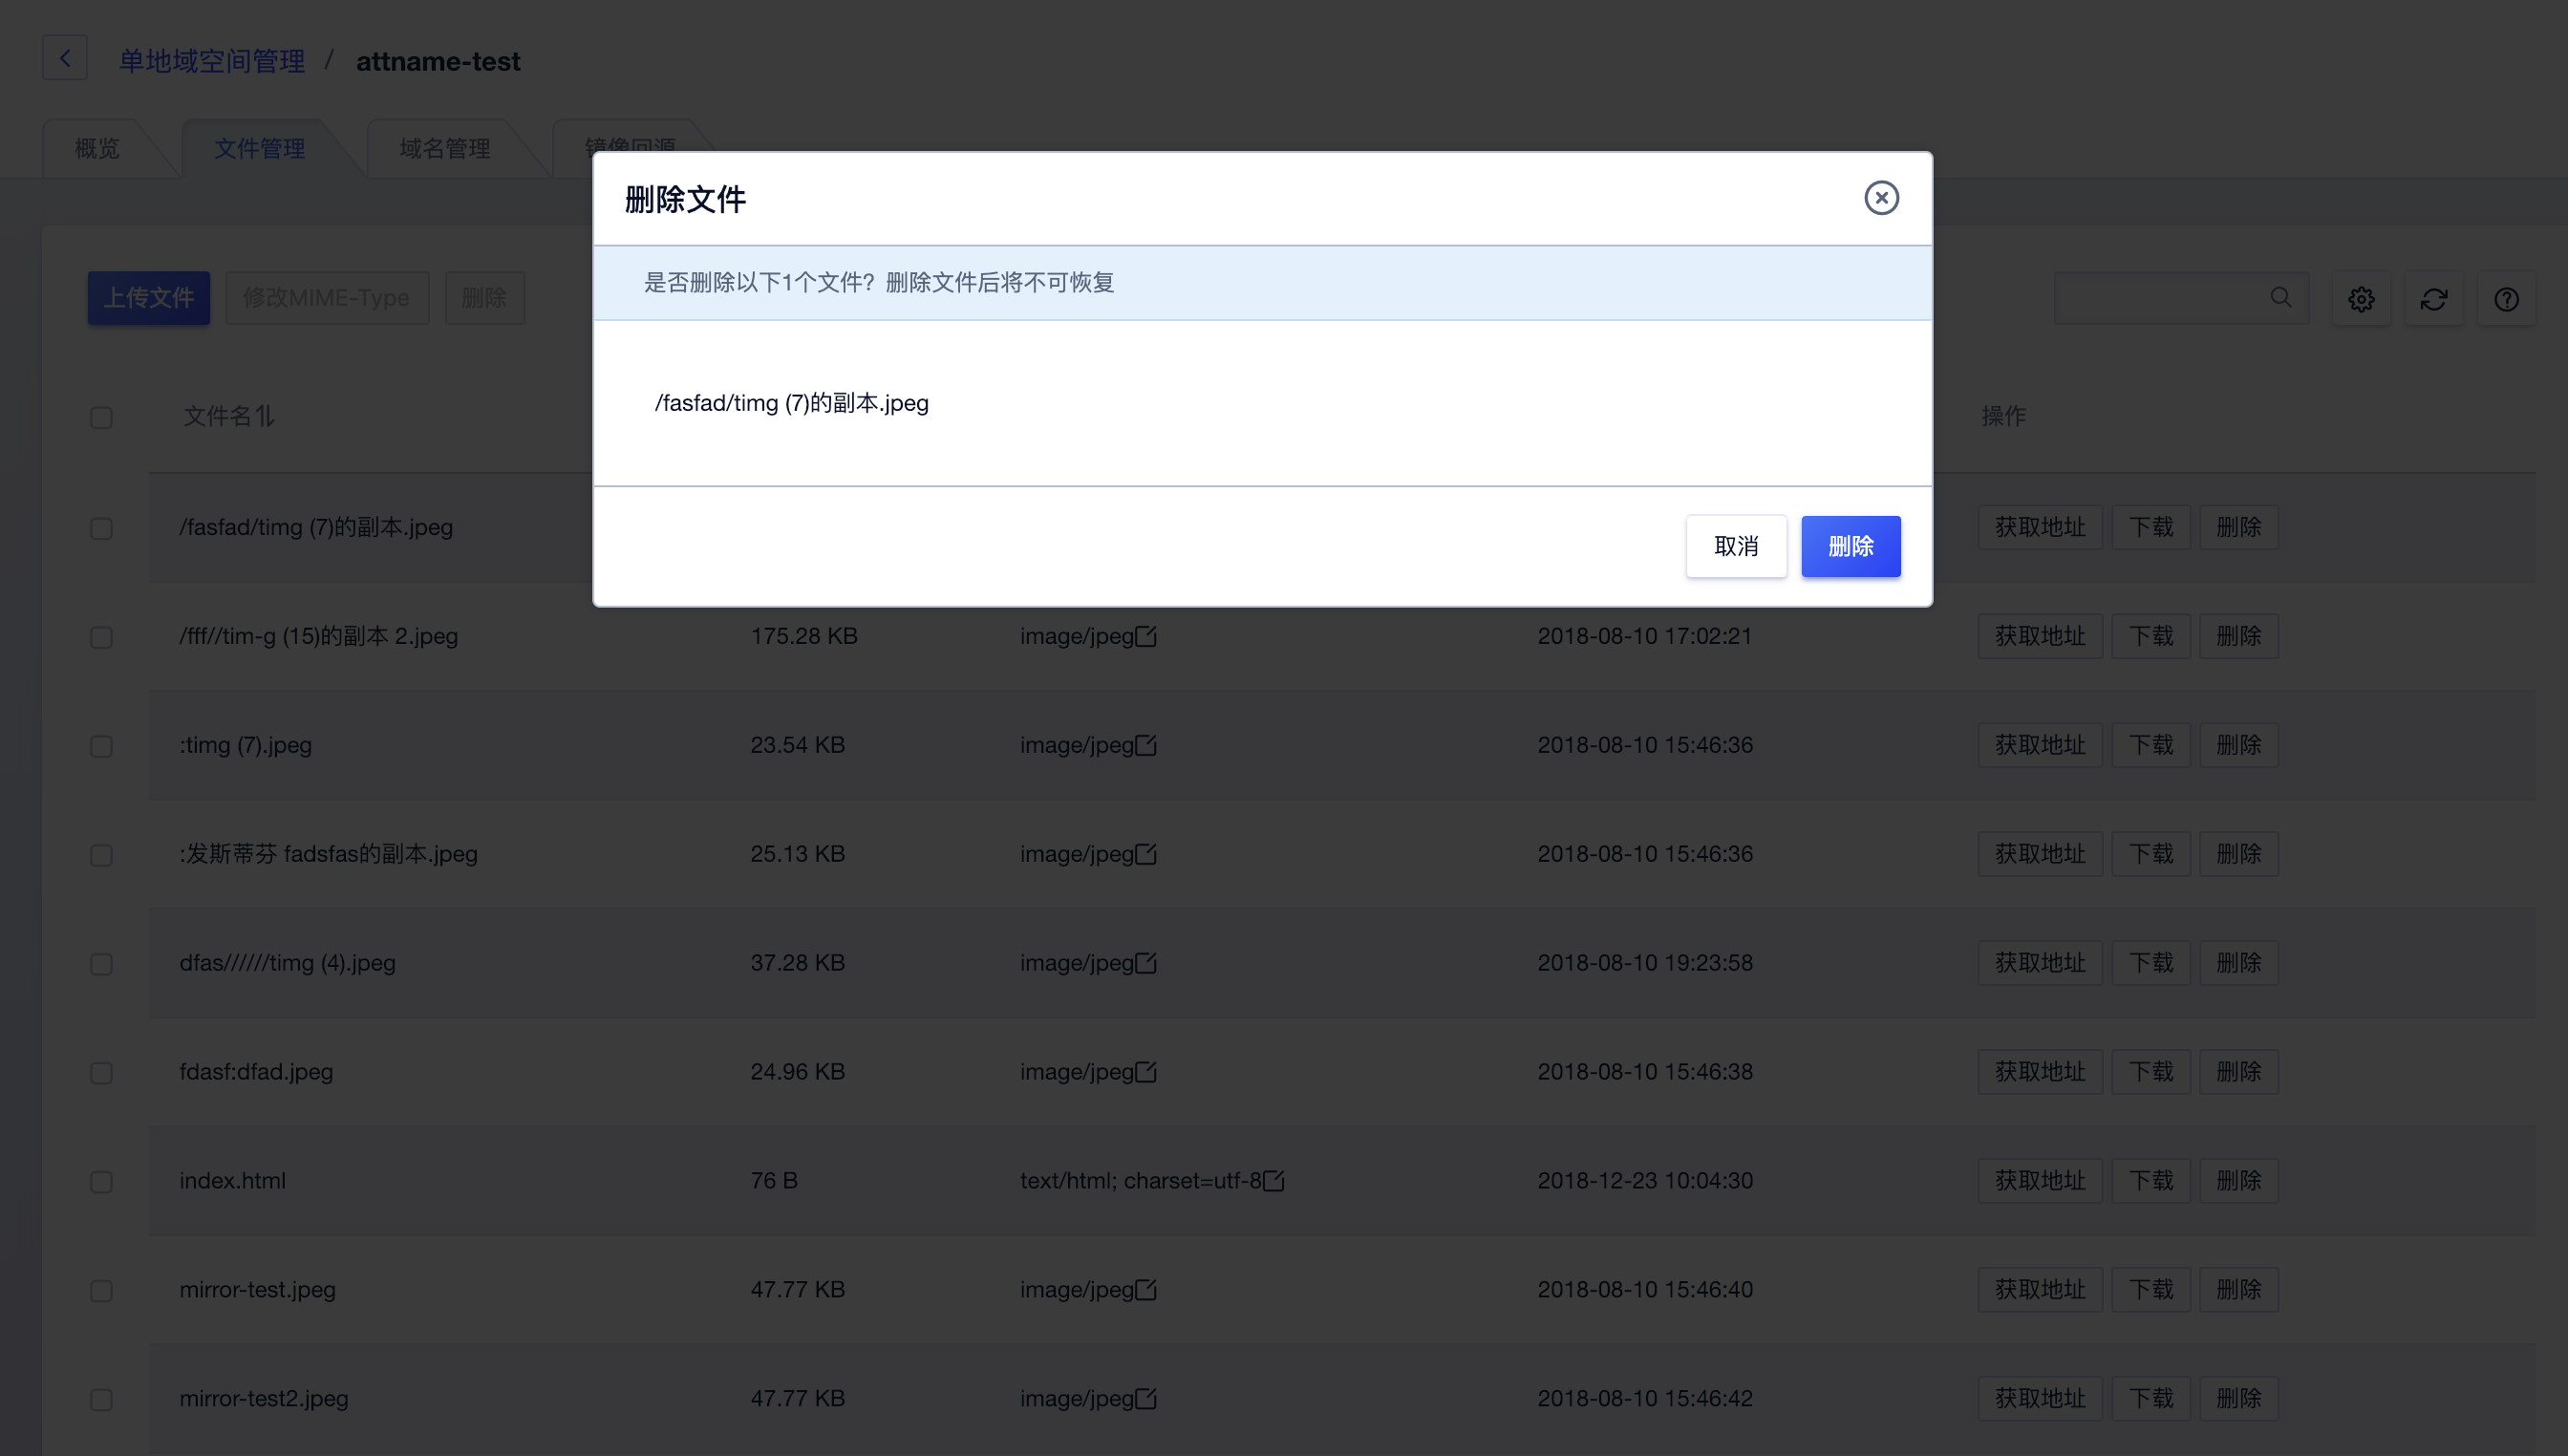 单地域空间管理 / attname-test
概览 文件管理 域名管理 镜像回源
删除文件
是否删除以下1个文件？删除文件后将不可恢复
/fasfad/timg (7)的副本.jpeg
取消 删除
上传文件 修改MIME-Type 删除
文件名 操作
/fasfad/timg (7)的副本.jpeg 获取地址 下载 删除
/fff//tim-g (15)的副本 2.jpeg 175.28 KB image/jpeg 2018-08-10 17:02:21 获取地址 下载 删除
:timg (7).jpeg 23.54 KB image/jpeg 2018-08-10 15:46:36 获取地址 下载 删除
:发斯蒂芬 fadsfas的副本.jpeg 25.13 KB image/jpeg 2018-08-10 15:46:36 获取地址 下载 删除
dfas//////timg (4).jpeg 37.28 KB image/jpeg 2018-08-10 19:23:58 获取地址 下载 删除
fdasf:dfad.jpeg 24.96 KB image/jpeg 2018-08-10 15:46:38 获取地址 下载 删除
index.html 76 B text/html; charset=utf-8 2018-12-23 10:04:30 获取地址 下载 删除
mirror-test.jpeg 47.77 KB image/jpeg 2018-08-10 15:46:40 获取地址 下载 删除
mirror-test2.jpeg 47.77 KB image/jpeg 2018-08-10 15:46:42 获取地址 下载 删除